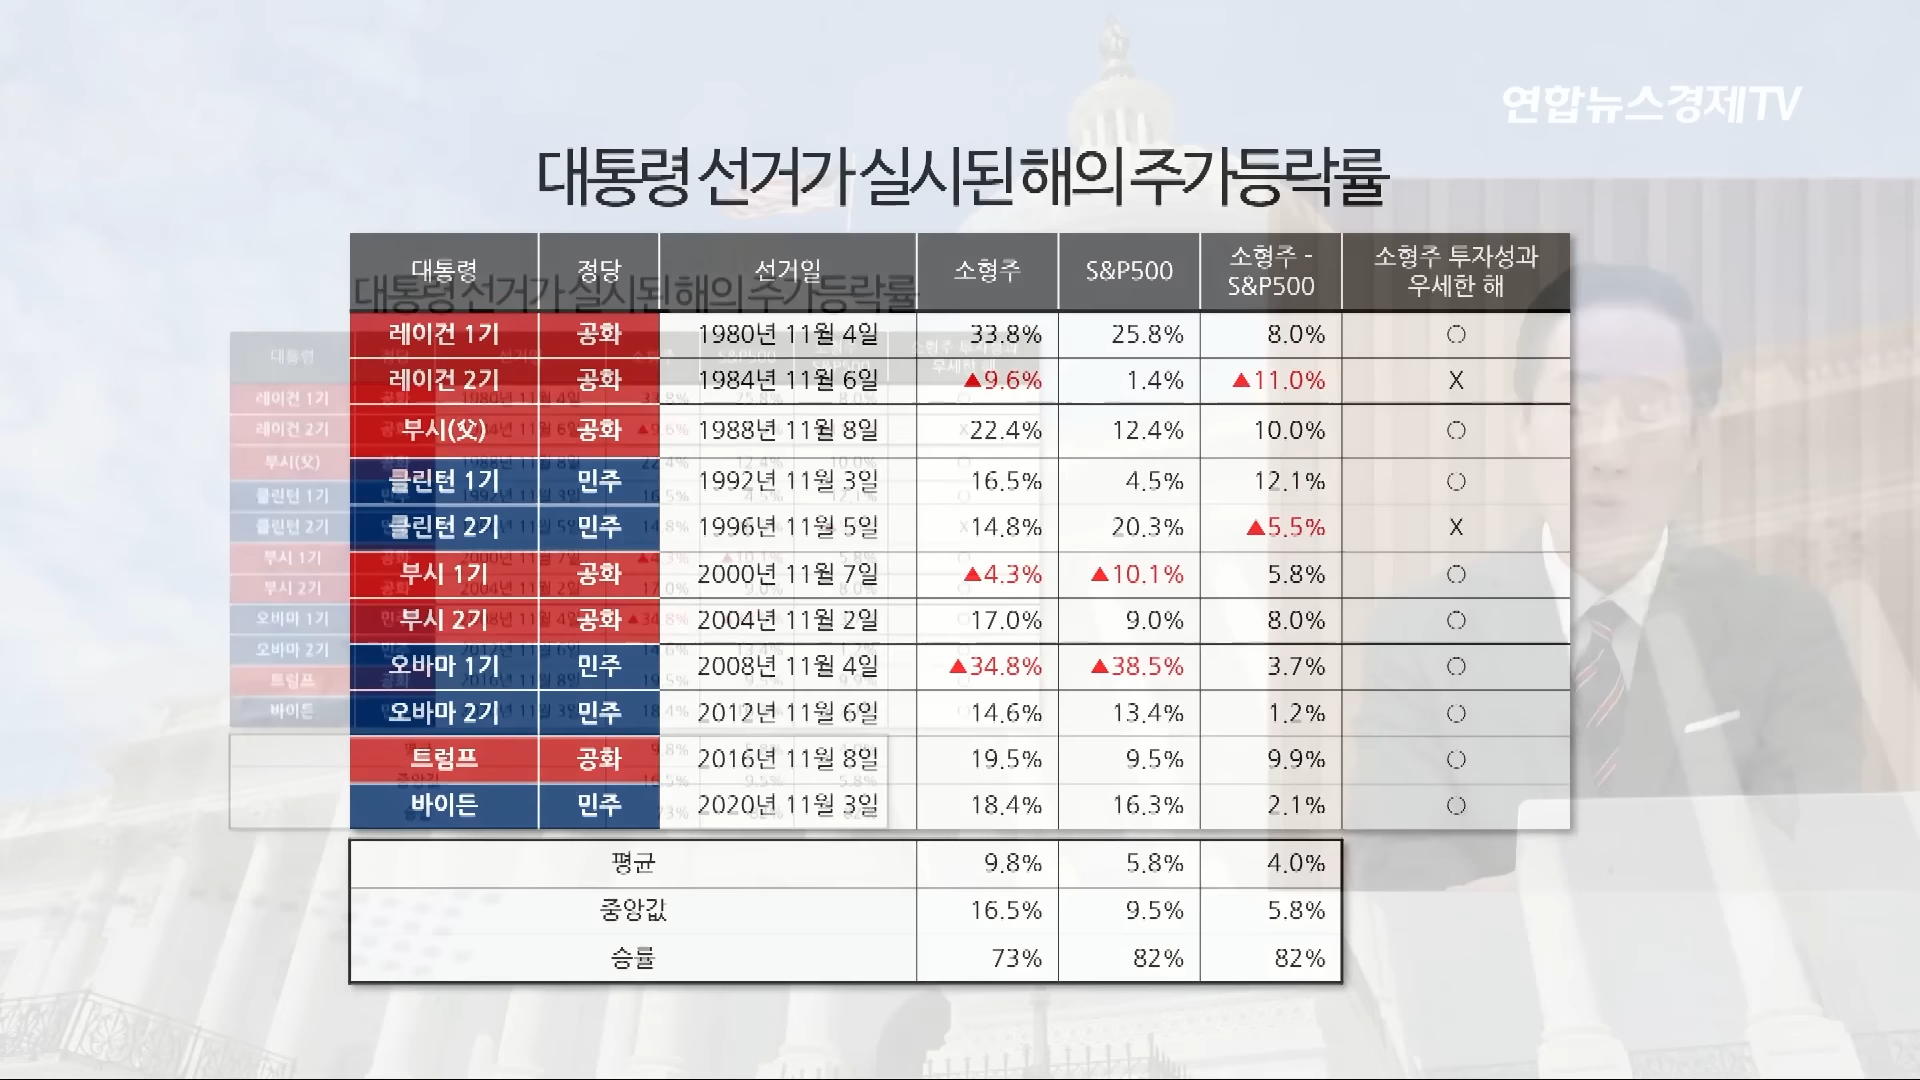 연합뉴스경제TV
대통령 선거가 실시된 해의 주가등락률
대통령 정당 선거일 소형주 S&P500 소형주 - S&P500 소형주 투자성과 우세한 해
레이건 1기 공화 1980년 11월 4일 33.8% 25.8% 8.0% ○
레이건 2기 공화 1984년 11월 6일 ▲9.6% 1.4% ▲11.0% X
부시(父) 공화 1988년 11월 8일 22.4% 12.4% 10.0% ○
클린턴 1기 민주 1992년 11월 3일 16.5% 4.5% 12.1% ○
클린턴 2기 민주 1996년 11월 5일 14.8% 20.3% ▲5.5% X
부시 1기 공화 2000년 11월 7일 ▲4.3% ▲10.1% 5.8% ○
부시 2기 공화 2004년 11월 2일 17.0% 9.0% 8.0% ○
오바마 1기 민주 2008년 11월 4일 ▲34.8% ▲38.5% 3.7% ○
오바마 2기 민주 2012년 11월 6일 14.6% 13.4% 1.2% ○
트럼프 공화 2016년 11월 8일 19.5% 9.5% 9.9% ○
바이든 민주 2020년 11월 3일 18.4% 16.3% 2.1% ○
평균 9.8% 5.8% 4.0%
중앙값 16.5% 9.5% 5.8%
승률 73% 82% 82%